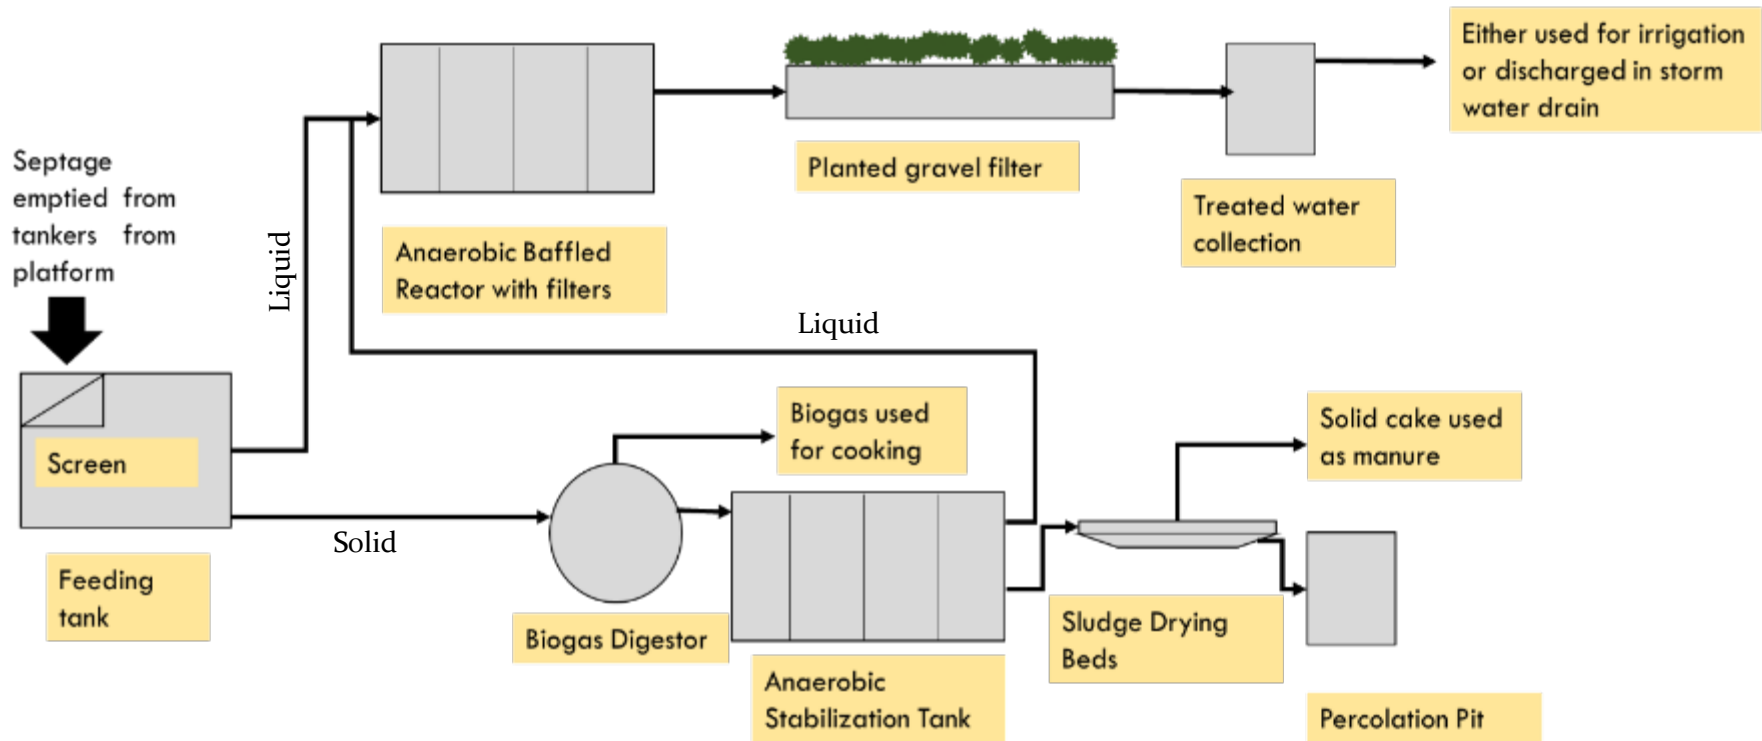 Septage
emptied from
tankers from
platform
Screen
Feeding
tank
Liquid
Solid
Anaerobic Baffled
Reactor with filters
Planted gravel filter
Treated water
collection
Either used for irrigation
or discharged in storm
water drain
Liquid
Biogas used
for cooking
Biogas Digestor
Anaerobic
Stabilization Tank
Solid cake used
as manure
Sludge Drying
Beds
Percolation Pit